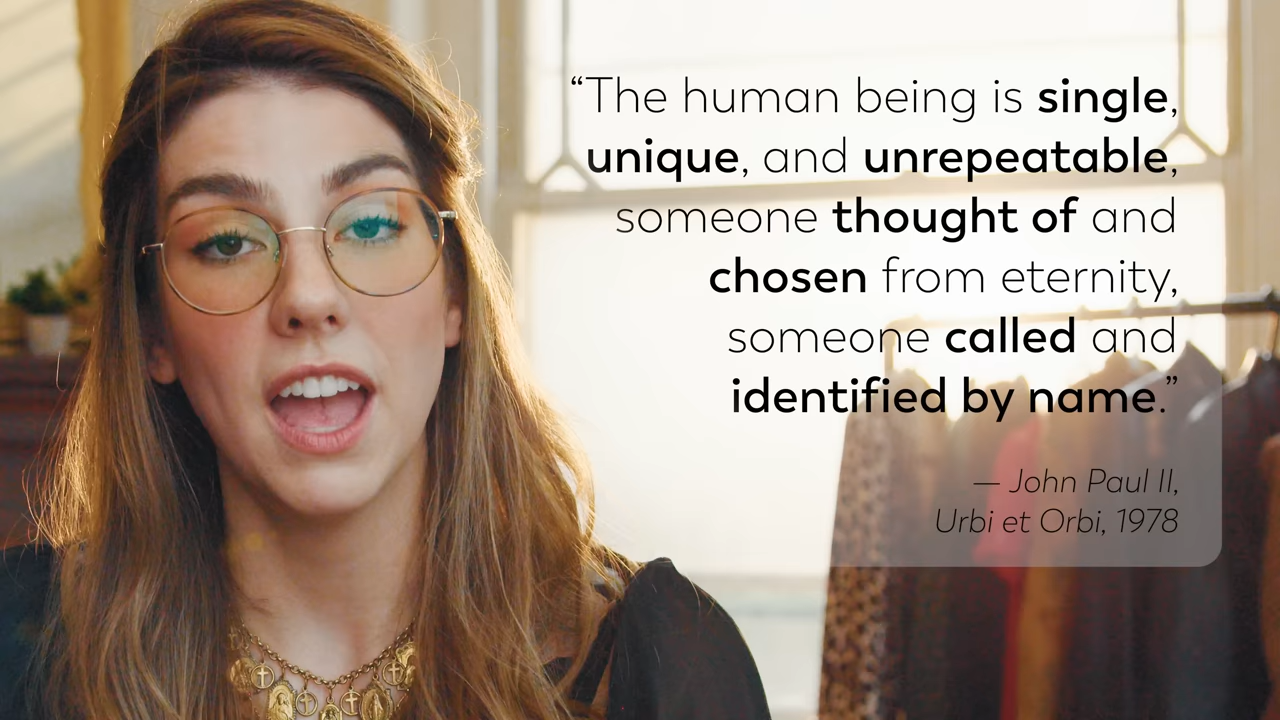 “The human being is single,
unique, and unrepeatable,
someone thought of and
chosen from eternity,
someone called and
identified by name.”
— John Paul II,
Urbi et Orbi, 1978